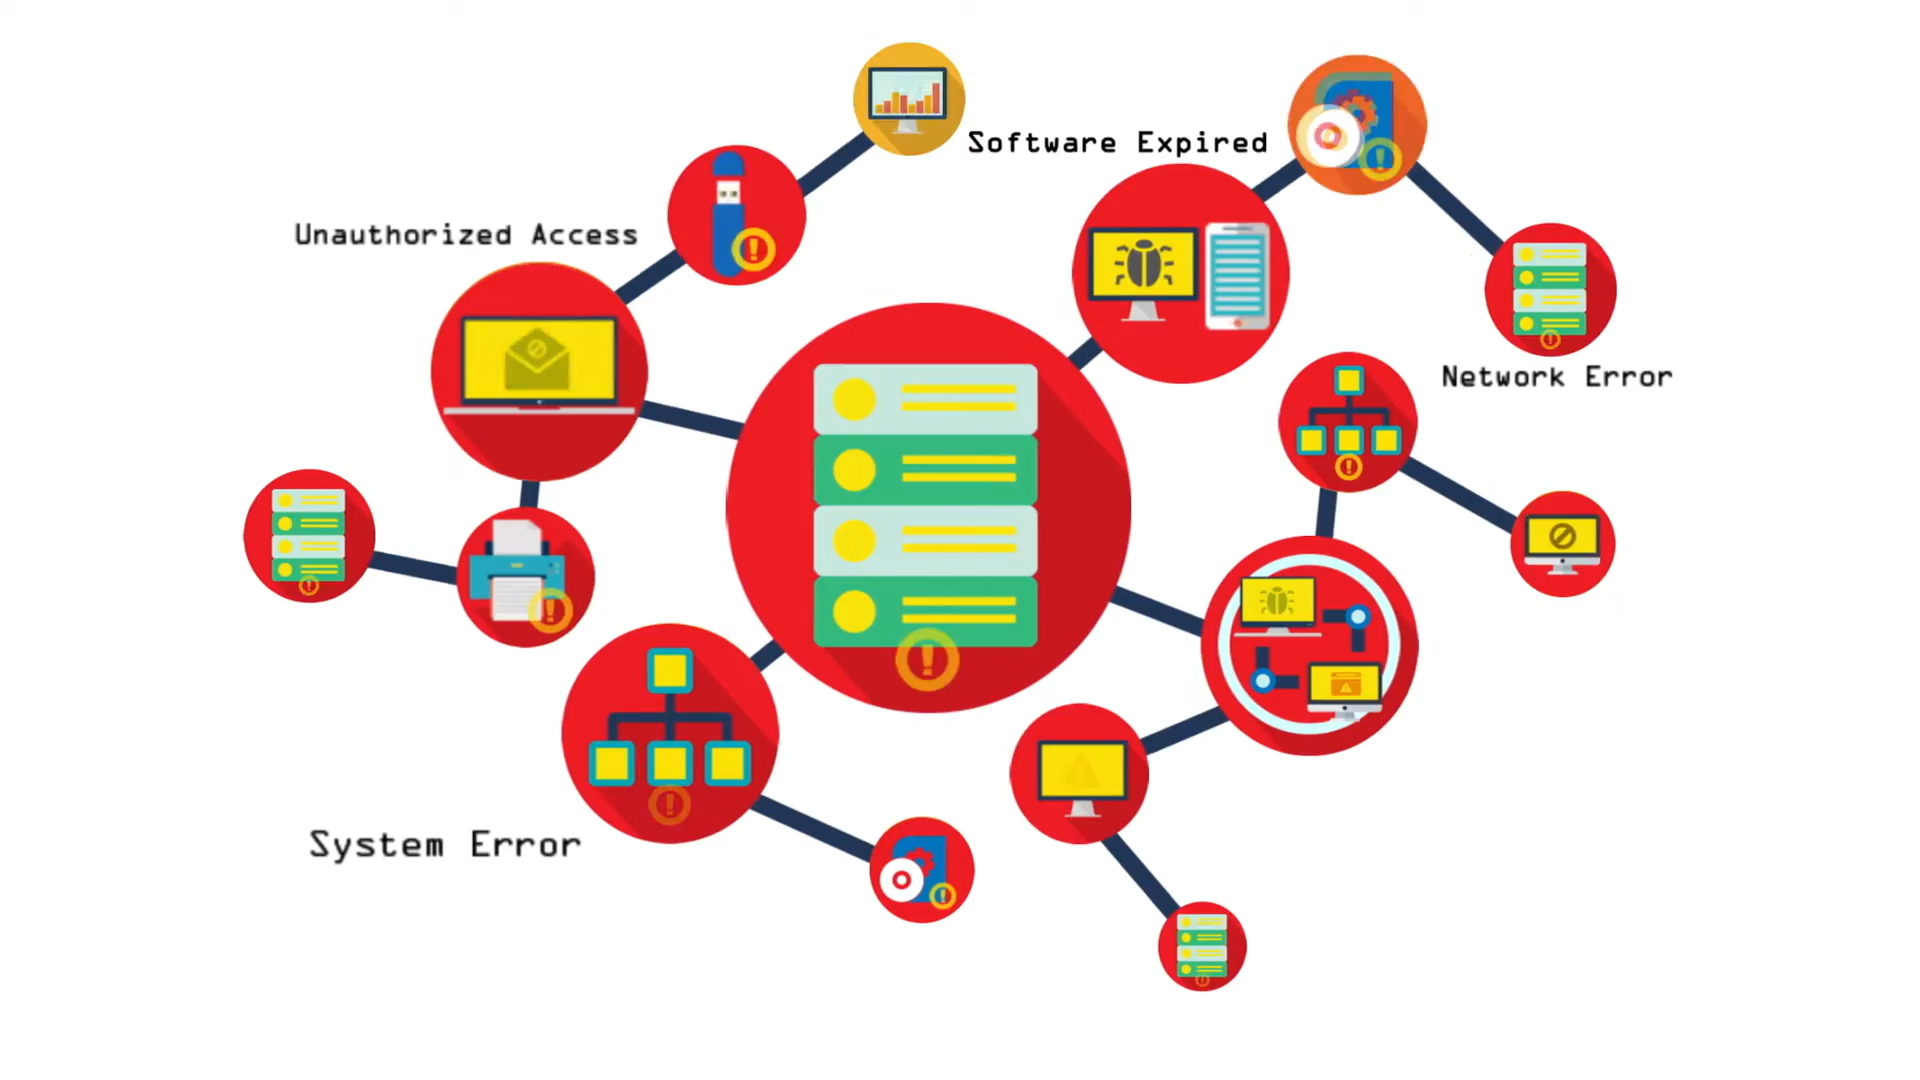 Software Expired
Unauthorized Access
Network Error
System Error